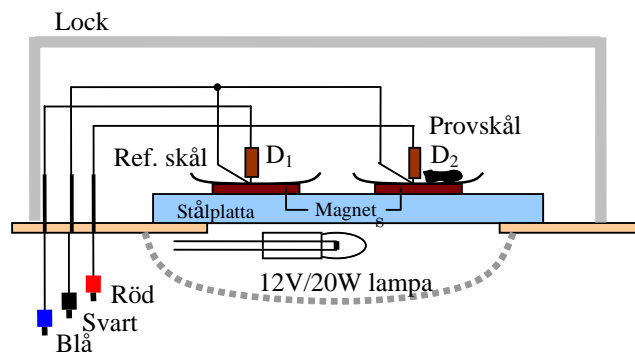 Lock
Provskål
Ref. skål
D1
D2
Stålplatta
Magnet
s
12V/20W lampa
Röd
Svart
Blå